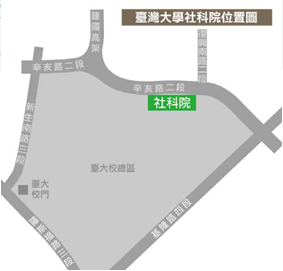 臺灣大學社科院位置圖
建國高架
復興南路二段
辛亥路二段
辛亥路二段
社科院
新生南路三段
臺大校總區
臺大
校門
基隆路四段
羅斯福路四段